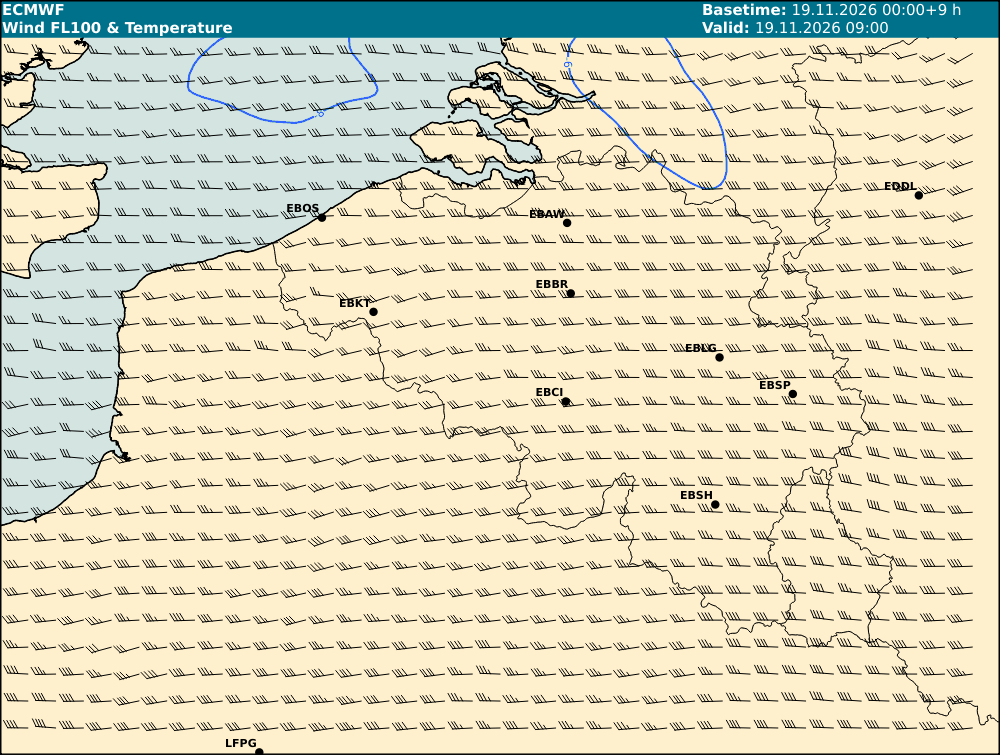 ECMWF
Wind FL100 & Temperature
Basetime: 19.11.2026 00:00+9 h
Valid: 19.11.2026 09:00
EDDL
EBOS
EBAW
EBBR
EBKT
EBLG
EBSP
EBCI
EBSH
LFPG